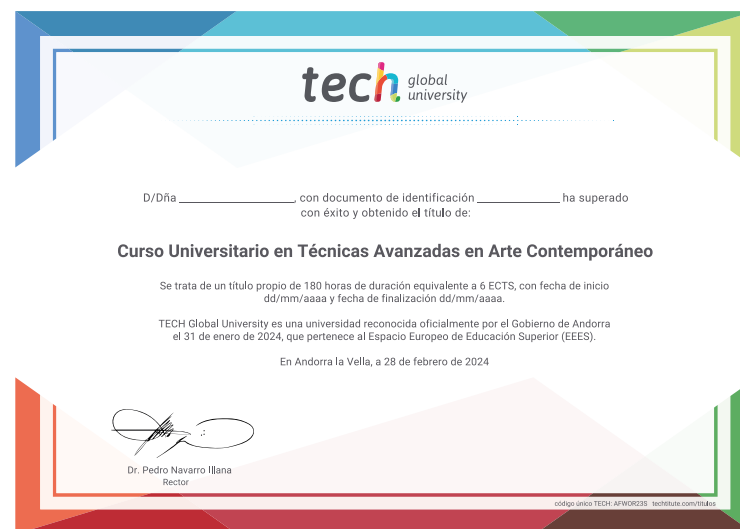 tech global university
D/Dña ____________________, con documento de identificación ______________ ha superado
con éxito y obtenido el título de:
Curso Universitario en Técnicas Avanzadas en Arte Contemporáneo
Se trata de un título propio de 180 horas de duración equivalente a 6 ECTS, con fecha de inicio
dd/mm/aaaa y fecha de finalización dd/mm/aaaa.
TECH Global University es una universidad reconocida oficialmente por el Gobierno de Andorra
el 31 de enero de 2024, que pertenece al Espacio Europeo de Educación Superior (EEES).
En Andorra la Vella, a 28 de febrero de 2024
Dr. Pedro Navarro Illana
Rector
código único TECH: AFWOR23S techtitute.com/títulos